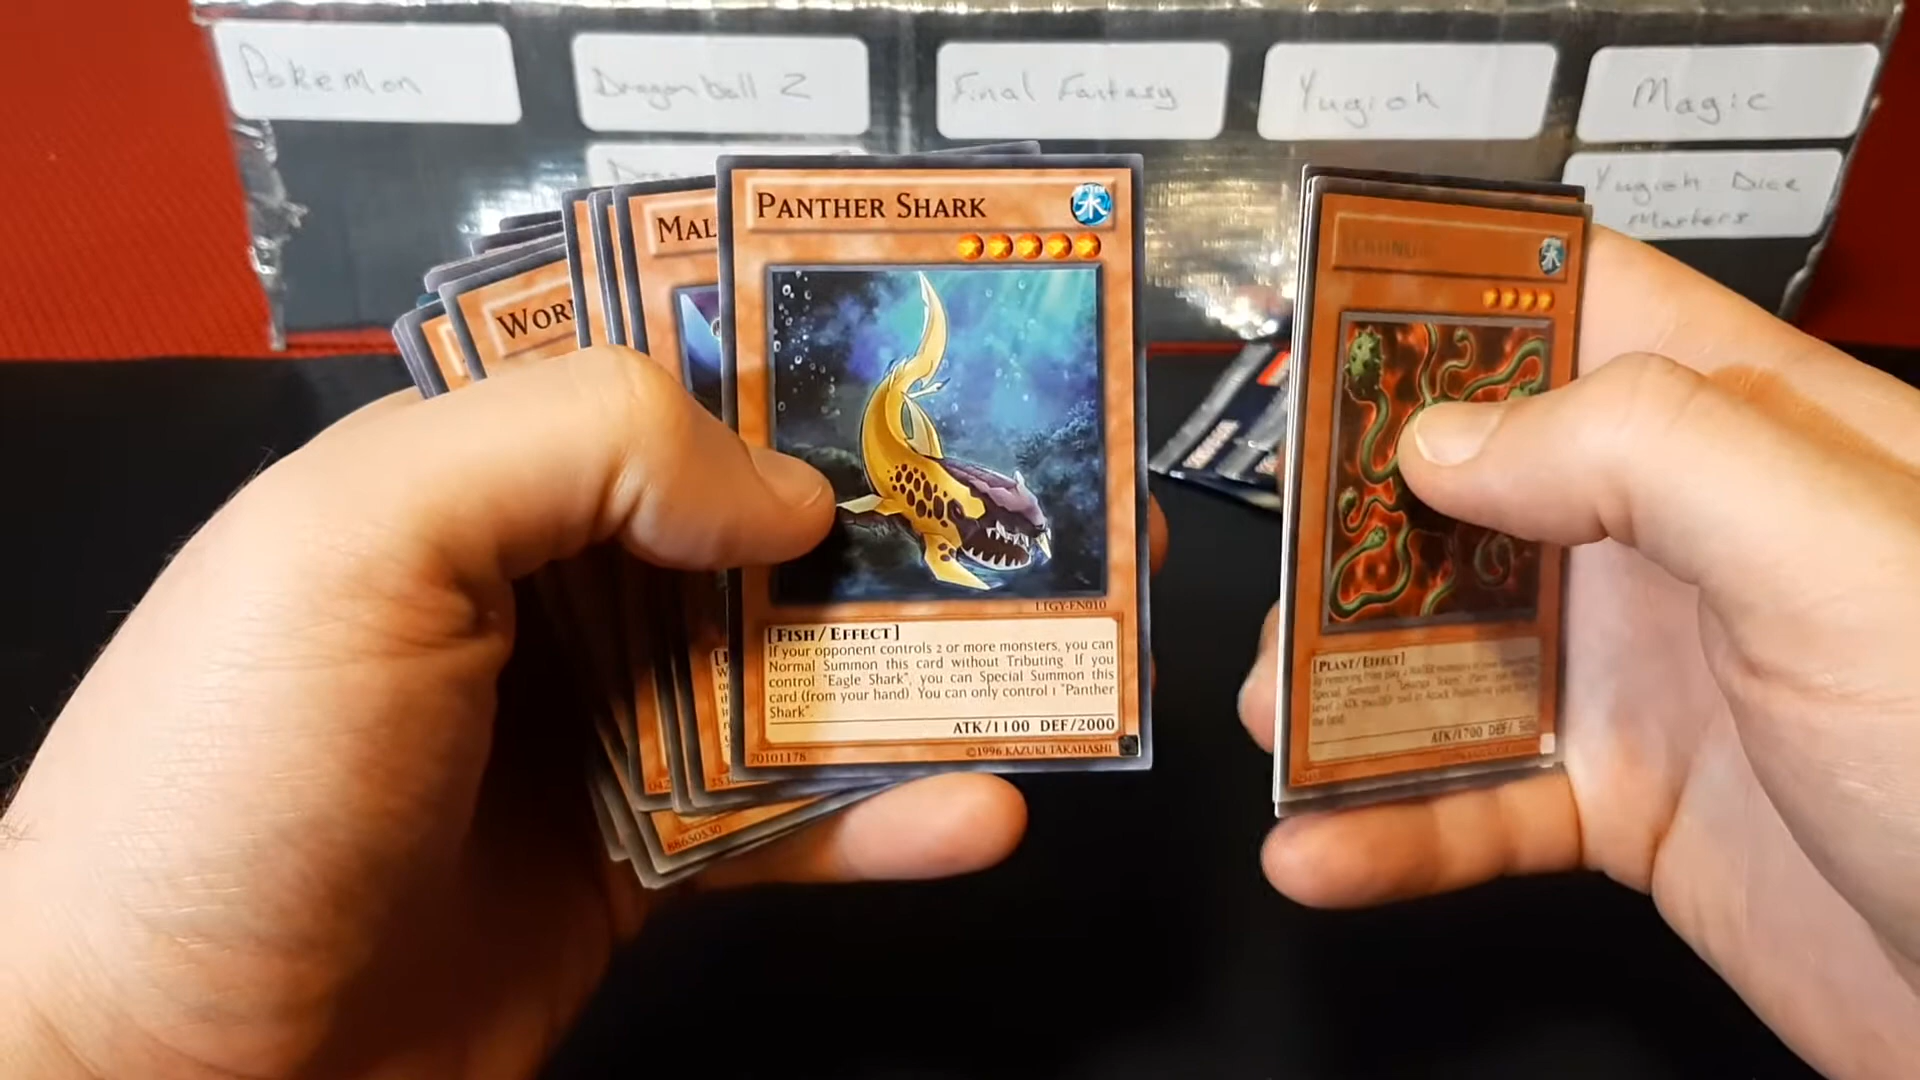 Pokemon
Dragonball Z
Final Fantasy
Yugioh
Magic
Yugioh Dice
Masters
WOR
MAL
PANTHER SHARK
LTGY-EN010
[FISH/EFFECT]
If your opponent controls 2 or more monsters, you can
Normal Summon this card without Tributing. If you
control "Eagle Shark", you can Special Summon this
card (from your hand). You can only control 1 "Panther
Shark".
ATK/1100 DEF/2000
70101178
©1996 KAZUKI TAKAHASHI
88650530
[PLANT/EFFECT]
ATK/1700 DEF/